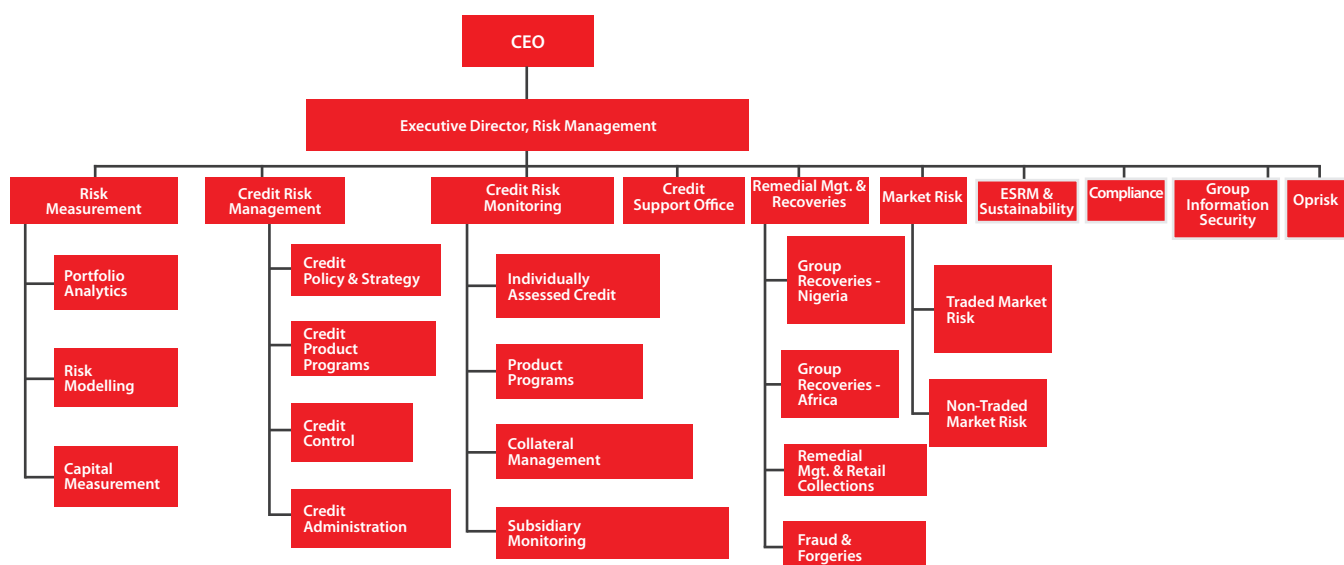 CEO
Executive Director, Risk Management
Risk
Measurement
Credit Risk
Management
Credit Risk
Monitoring
Credit
Support Office
Remedial Mgt. &
Recoveries
Market Risk
ESRM &
Sustainability
Compliance
Group
Information
Security
Oprisk
Portfolio
Analytics
Risk
Modelling
Capital
Measurement
Credit
Policy & Strategy
Credit
Product
Programs
Credit
Control
Credit
Administration
Individually
Assessed Credit
Product
Programs
Collateral
Management
Subsidiary
Monitoring
Group
Recoveries -
Nigeria
Group
Recoveries -
Africa
Remedial
Mgt. & Retail
Collections
Fraud &
Forgeries
Traded Market
Risk
Non-Traded
Market Risk